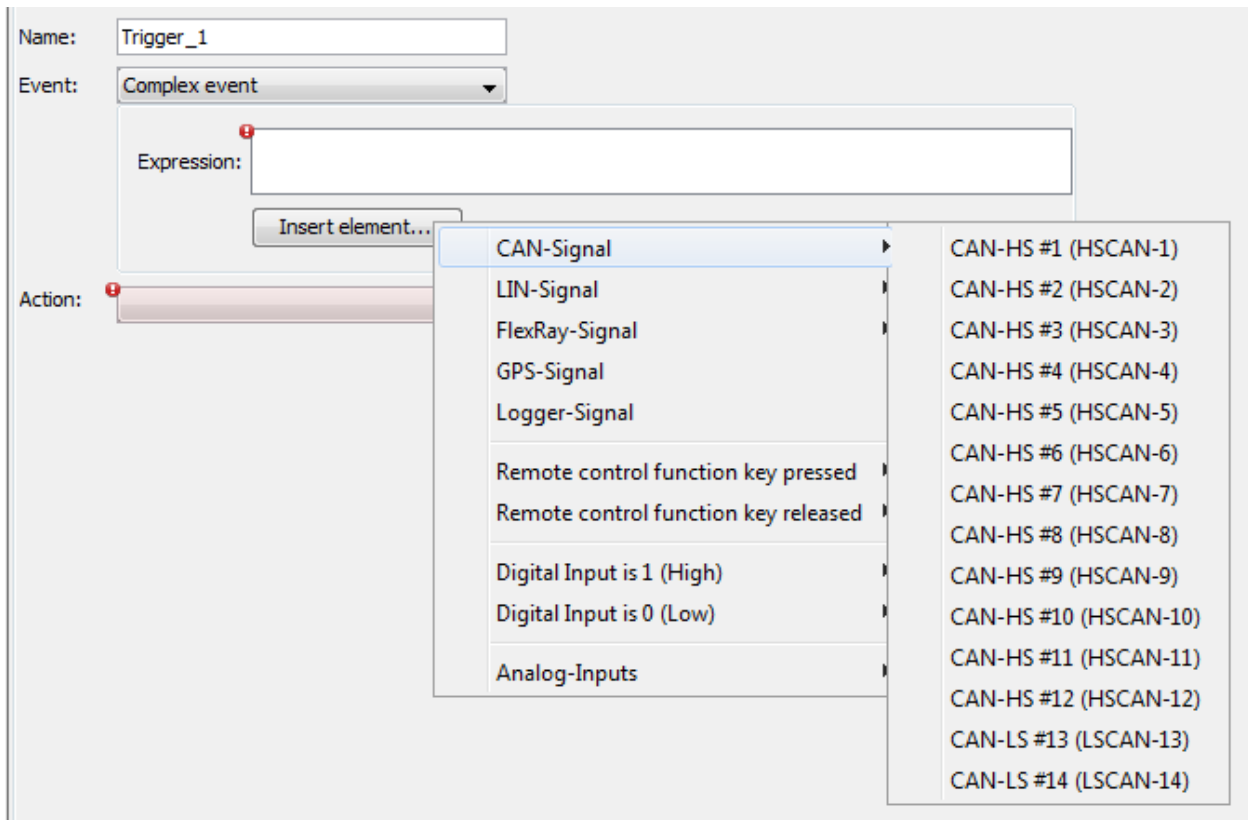 Name:
Trigger_1
Event:
Complex event
Expression:
Insert element...
Action:
CAN-Signal
LIN-Signal
FlexRay-Signal
GPS-Signal
Logger-Signal
Remote control function key pressed
Remote control function key released
Digital Input is 1 (High)
Digital Input is 0 (Low)
Analog-Inputs
CAN-HS #1 (HSCAN-1)
CAN-HS #2 (HSCAN-2)
CAN-HS #3 (HSCAN-3)
CAN-HS #4 (HSCAN-4)
CAN-HS #5 (HSCAN-5)
CAN-HS #6 (HSCAN-6)
CAN-HS #7 (HSCAN-7)
CAN-HS #8 (HSCAN-8)
CAN-HS #9 (HSCAN-9)
CAN-HS #10 (HSCAN-10)
CAN-HS #11 (HSCAN-11)
CAN-HS #12 (HSCAN-12)
CAN-LS #13 (LSCAN-13)
CAN-LS #14 (LSCAN-14)